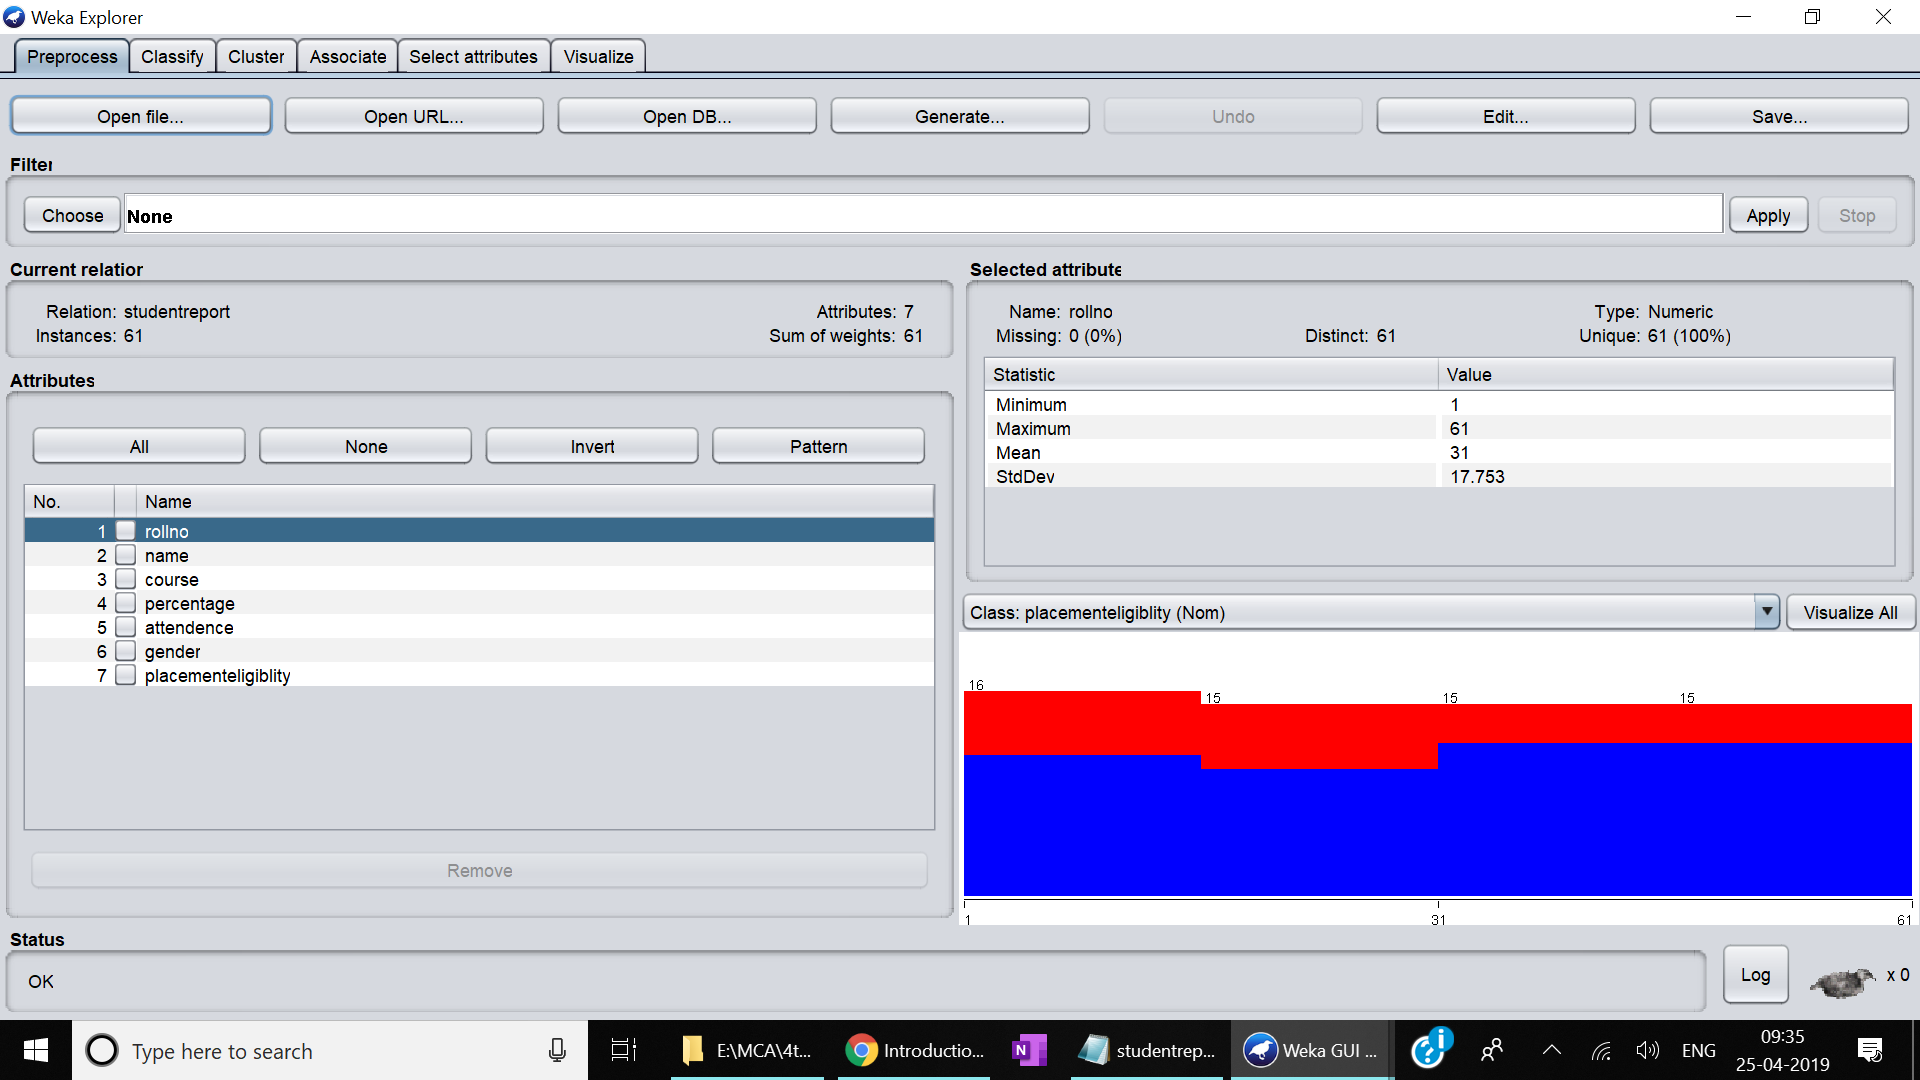 Weka Explorer
Preprocess Classify Cluster Associate Select attributes Visualize
Open file... Open URL... Open DB... Generate... Undo Edit... Save...
Filter
Choose None Apply Stop
Current relation
Relation: studentreport Attributes: 7
Instances: 61 Sum of weights: 61
Attributes
All None Invert Pattern
No. Name
1 rollno
2 name
3 course
4 percentage
5 attendence
6 gender
7 placementeligiblity
Remove
Selected attribute
Name: rollno Type: Numeric
Missing: 0 (0%) Distinct: 61 Unique: 61 (100%)
Statistic Value
Minimum 1
Maximum 61
Mean 31
StdDev 17.753
Class: placementeligiblity (Nom) Visualize All
16 15 15 15
1 31 61
Status
OK Log x 0
Type here to search E:\MCA\4t... Introductio... N studentrep... Weka GUI ... ENG 09:35
25-04-2019